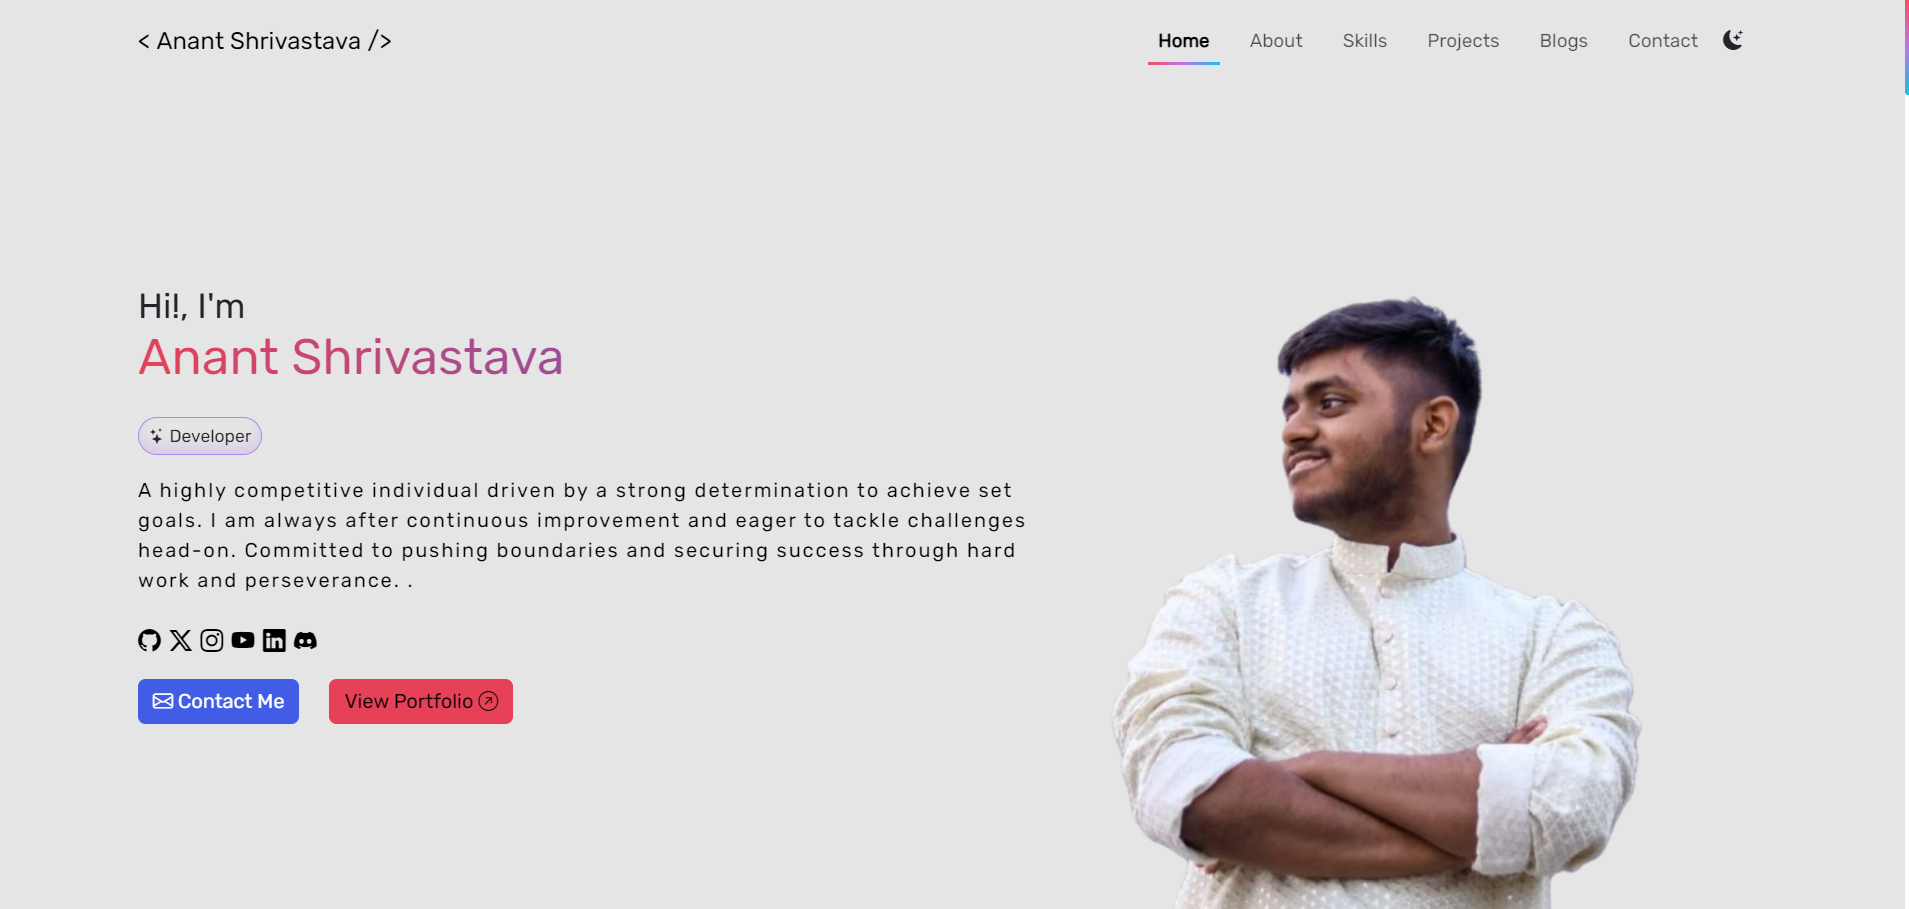 < Anant Shrivastava />
Home
About
Skills
Projects
Blogs
Contact
Hi!, I'm
Anant Shrivastava
Developer
A highly competitive individual driven by a strong determination to achieve set
goals. I am always after continuous improvement and eager to tackle challenges
head-on. Committed to pushing boundaries and securing success through hard
work and perseverance. .
in
Contact Me
View Portfolio